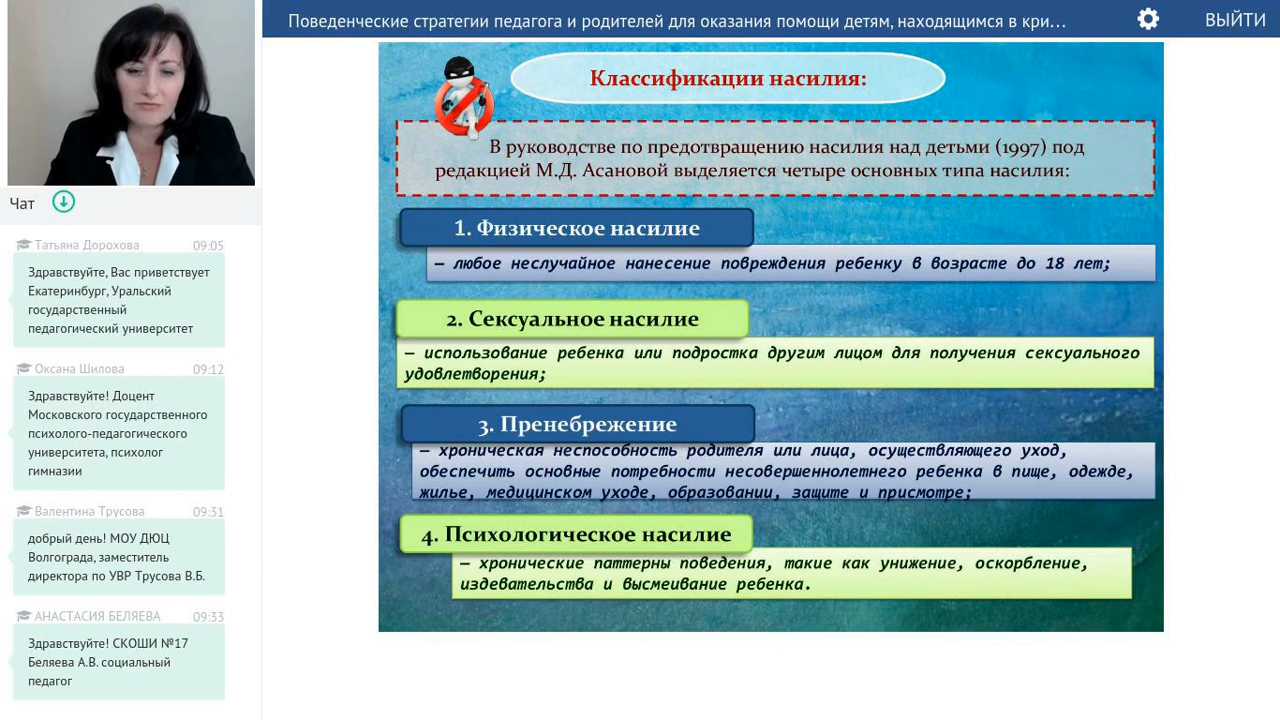 Поведенческие стратегии педагога и родителей для оказания помощи детям, находящимся в кри...
ВЫЙТИ
Чат
Татьяна Дорохова 09:05
Здравствуйте, Вас приветствует
Екатеринбург, Уральский
государственный
педагогический университет
Оксана Шилова 09:12
Здравствуйте! Доцент
Московского государственного
психолого-педагогического
университета, психолог
гимназии
Валентина Трусова 09:31
добрый день! МОУ ДЮЦ
Волгограда, заместитель
директора по УВР Трусова В.Б.
АНАСТАСИЯ БЕЛЯЕВА 09:33
Здравствуйте! СКОШИ №17
Беляева А.В. социальный
педагог
Классификации насилия:
В руководстве по предотвращению насилия над детьми (1997) под
редакцией М.Д. Асановой выделяется четыре основных типа насилия:
1. Физическое насилие
– любое неслучайное нанесение повреждения ребенку в возрасте до 18 лет;
2. Сексуальное насилие
– использование ребенка или подростка другим лицом для получения сексуального
удовлетворения;
3. Пренебрежение
– хроническая неспособность родителя или лица, осуществляющего уход,
обеспечить основные потребности несовершеннолетнего ребенка в пище, одежде,
жилье, медицинском уходе, образовании, защите и присмотре;
4. Психологическое насилие
– хронические паттерны поведения, такие как унижение, оскорбление,
издевательства и высмеивание ребенка.